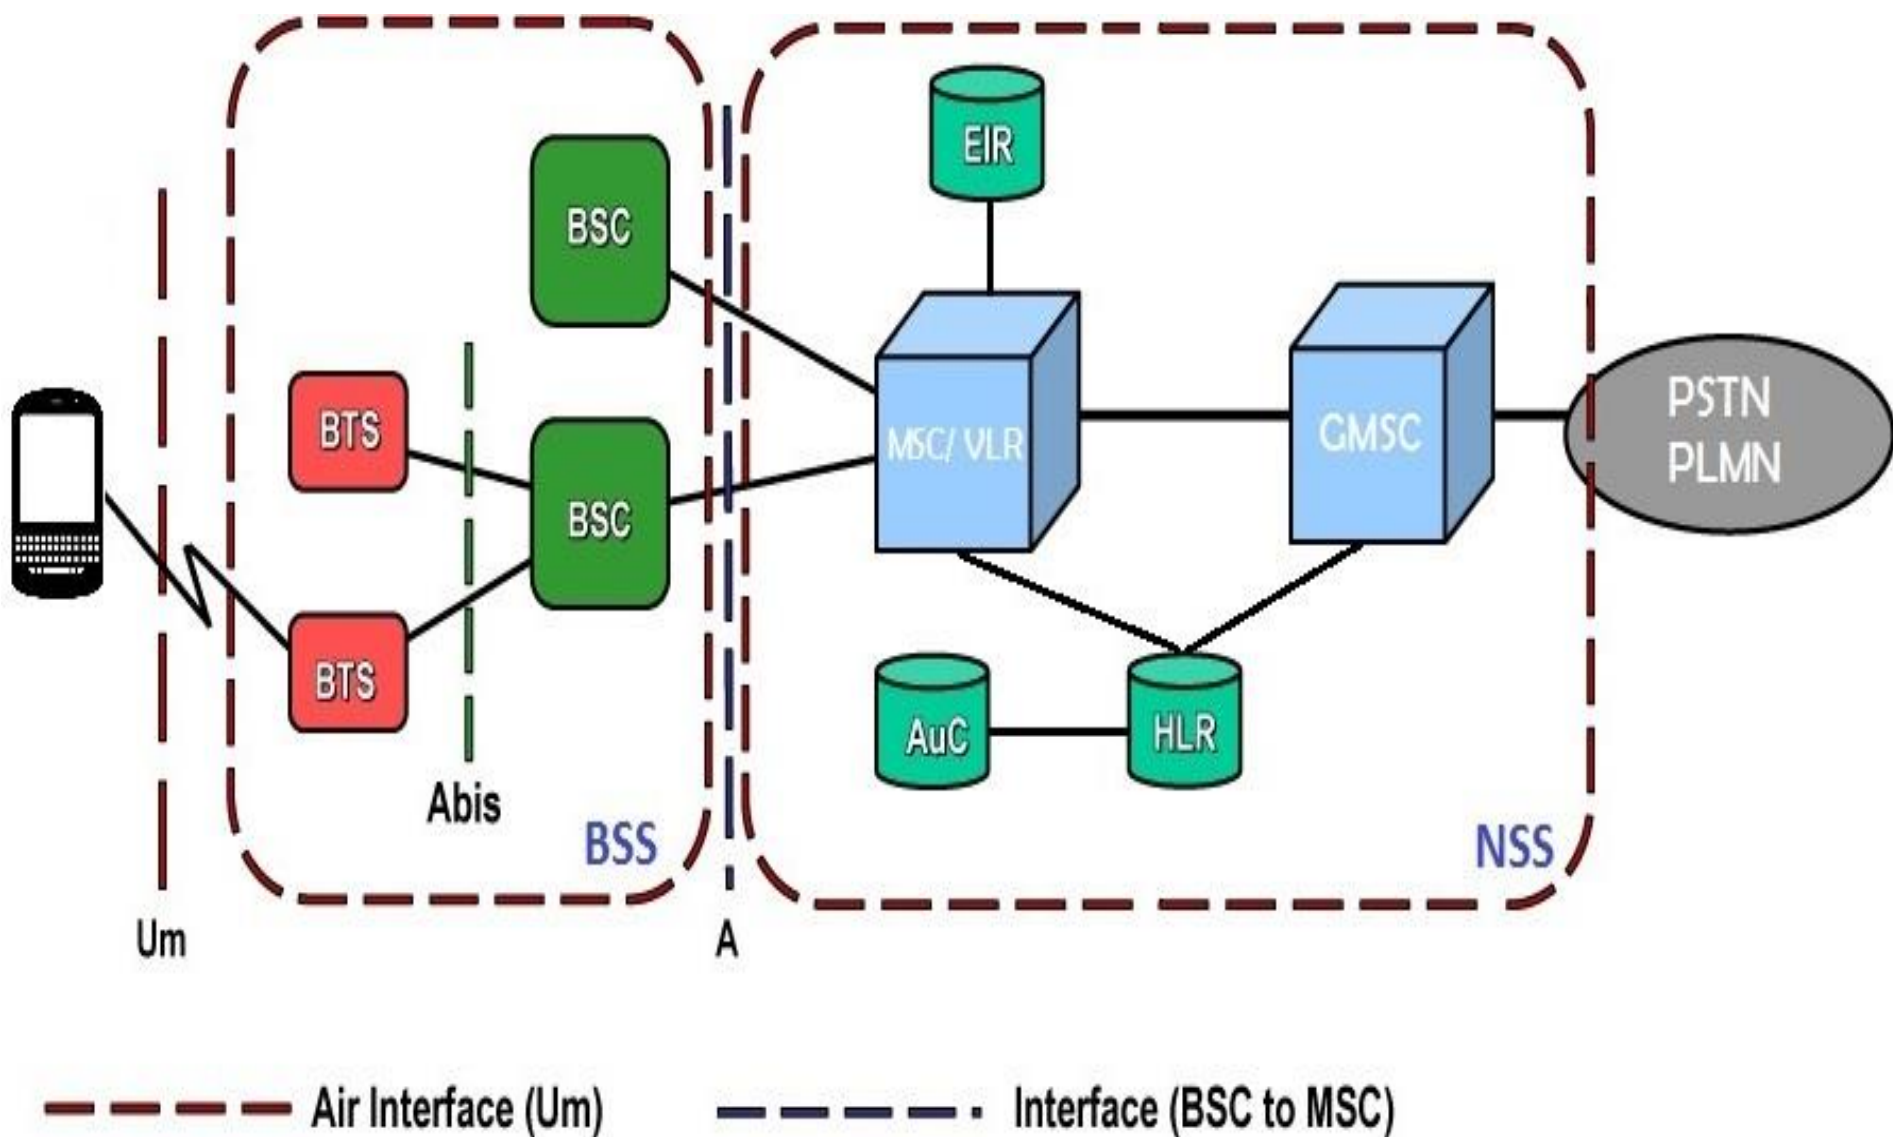 EIR
BSC
BTS
BSC
MSC/ VLR
GMSC
PSTN
PLMN
BTS
AuC
HLR
Abis
BSS
NSS
Um
A
Air Interface (Um)
Interface (BSC to MSC)